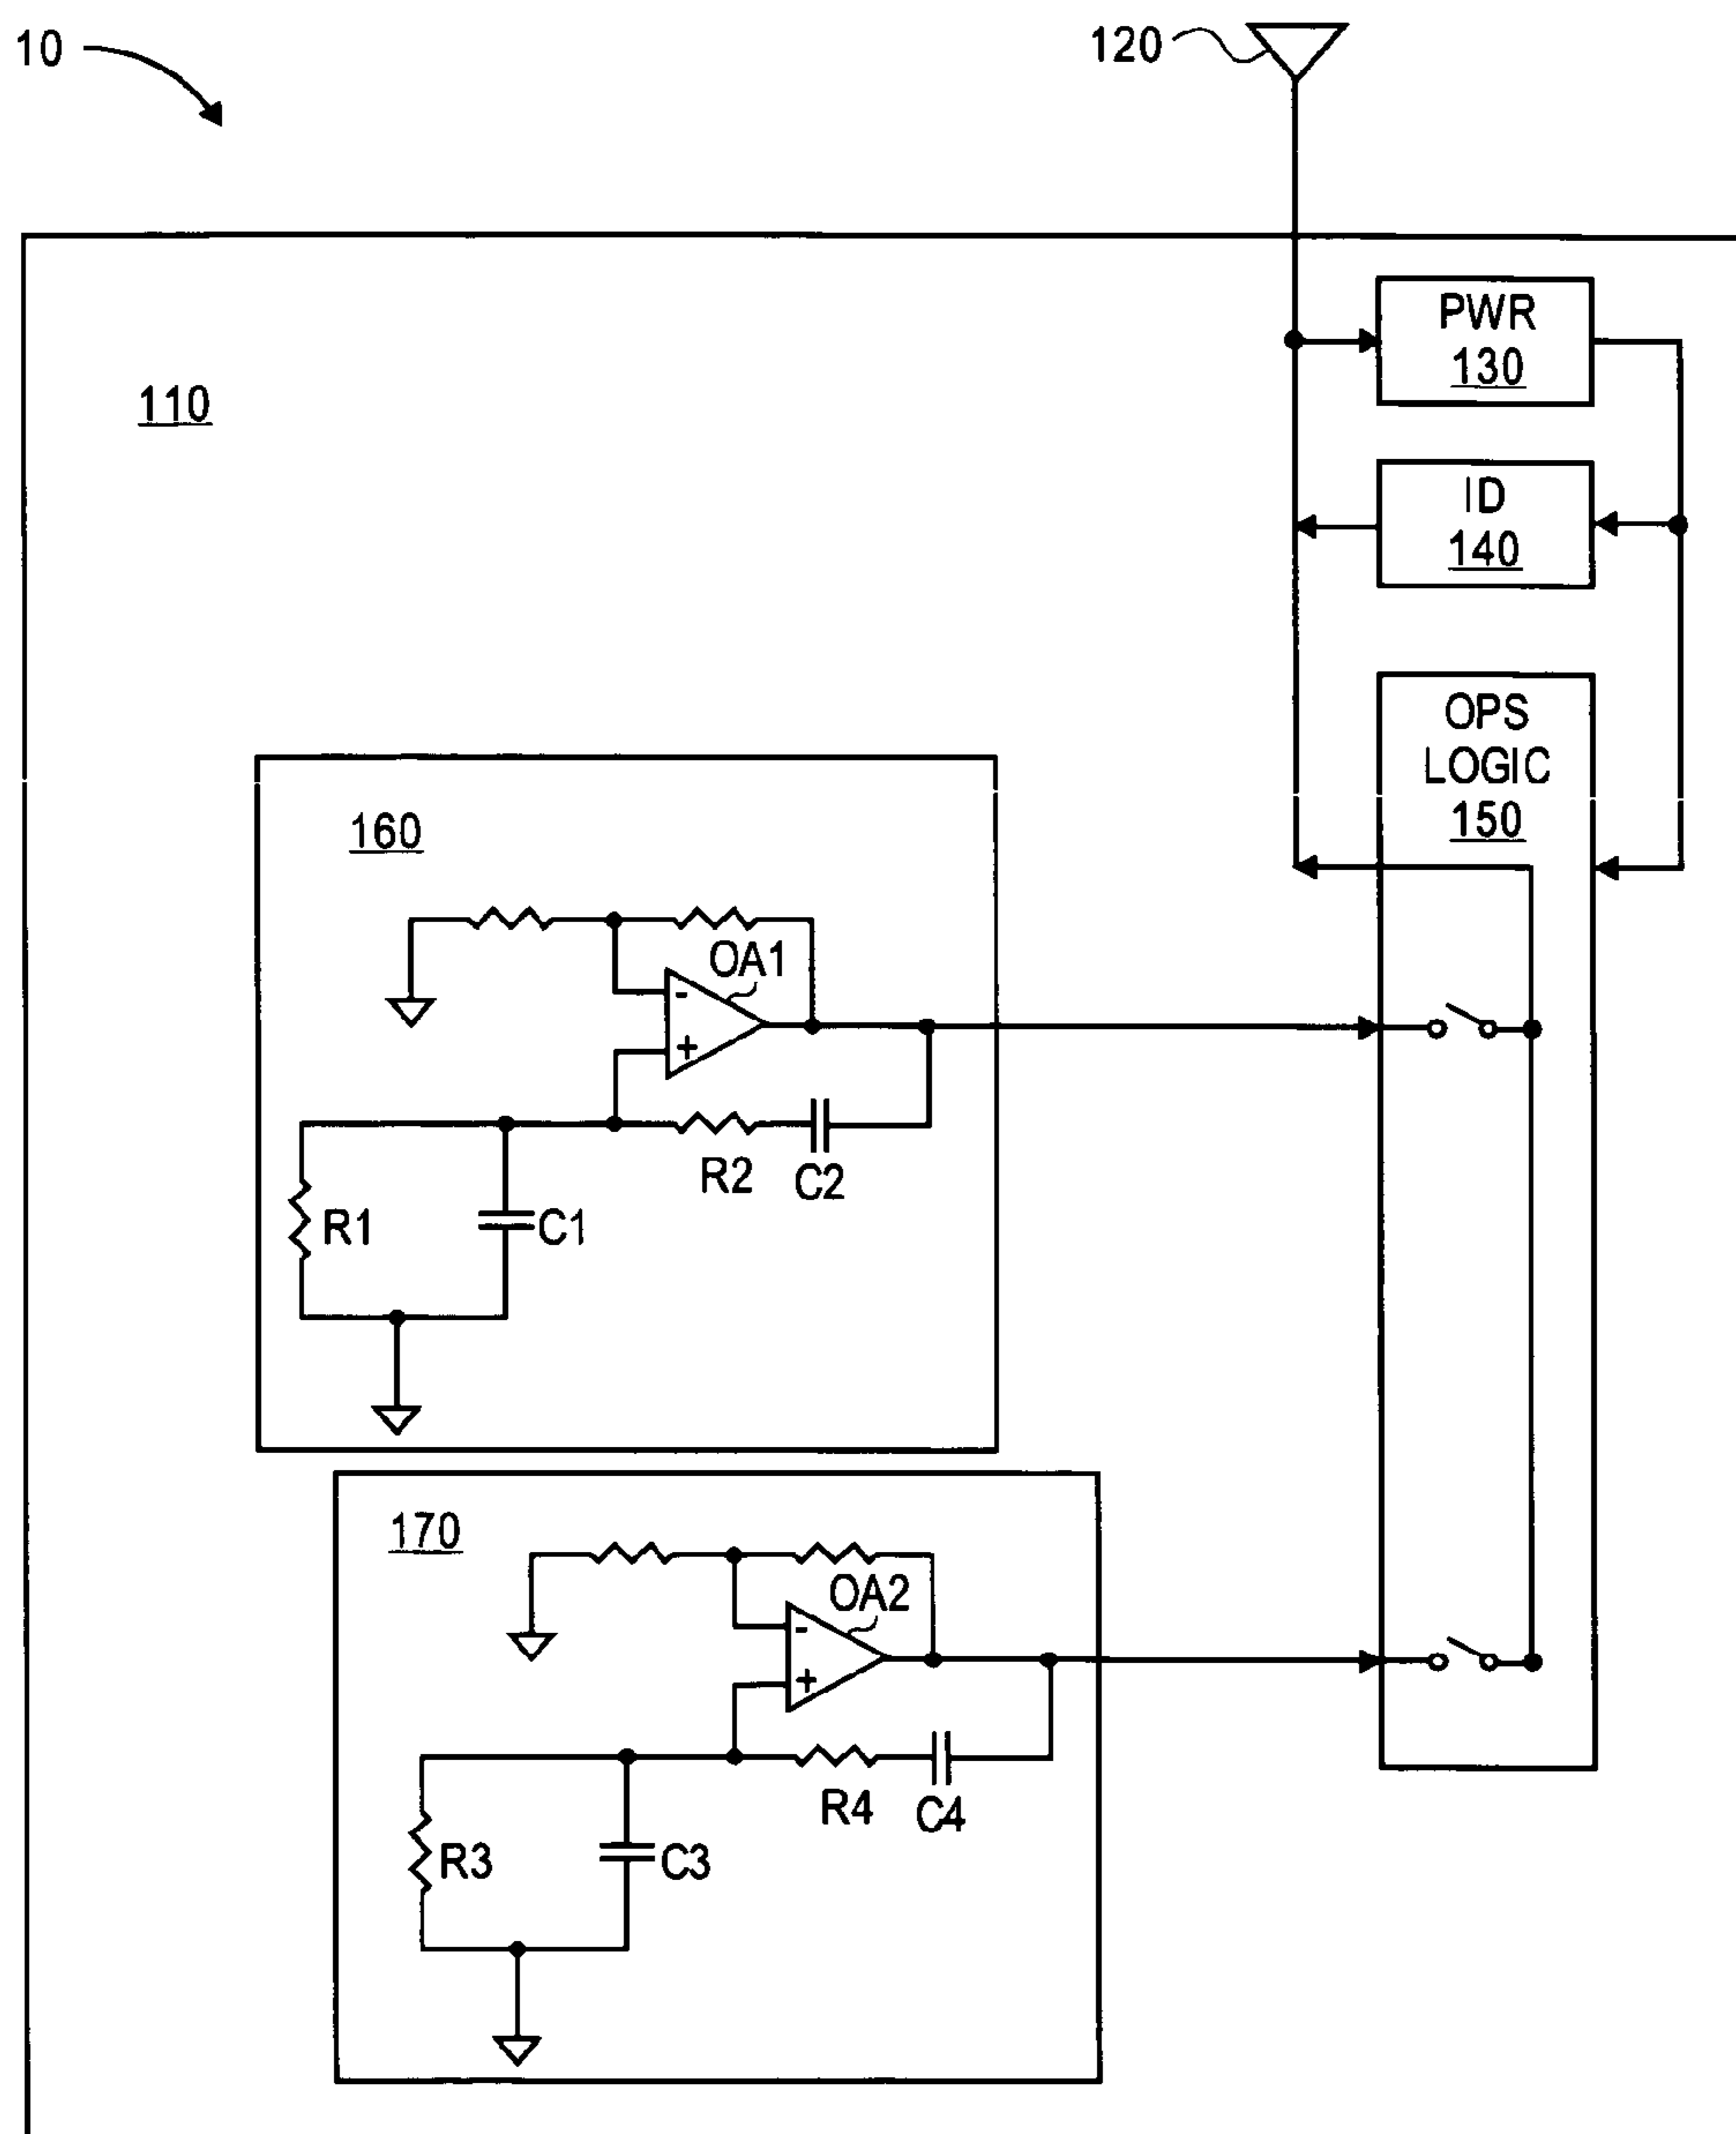 10
120
PWR
130
110
ID
140
OPS
LOGIC
150
160
OA1
-
+
R2
C2
R1
C1
170
OA2
-
+
R4
C4
R3
C3